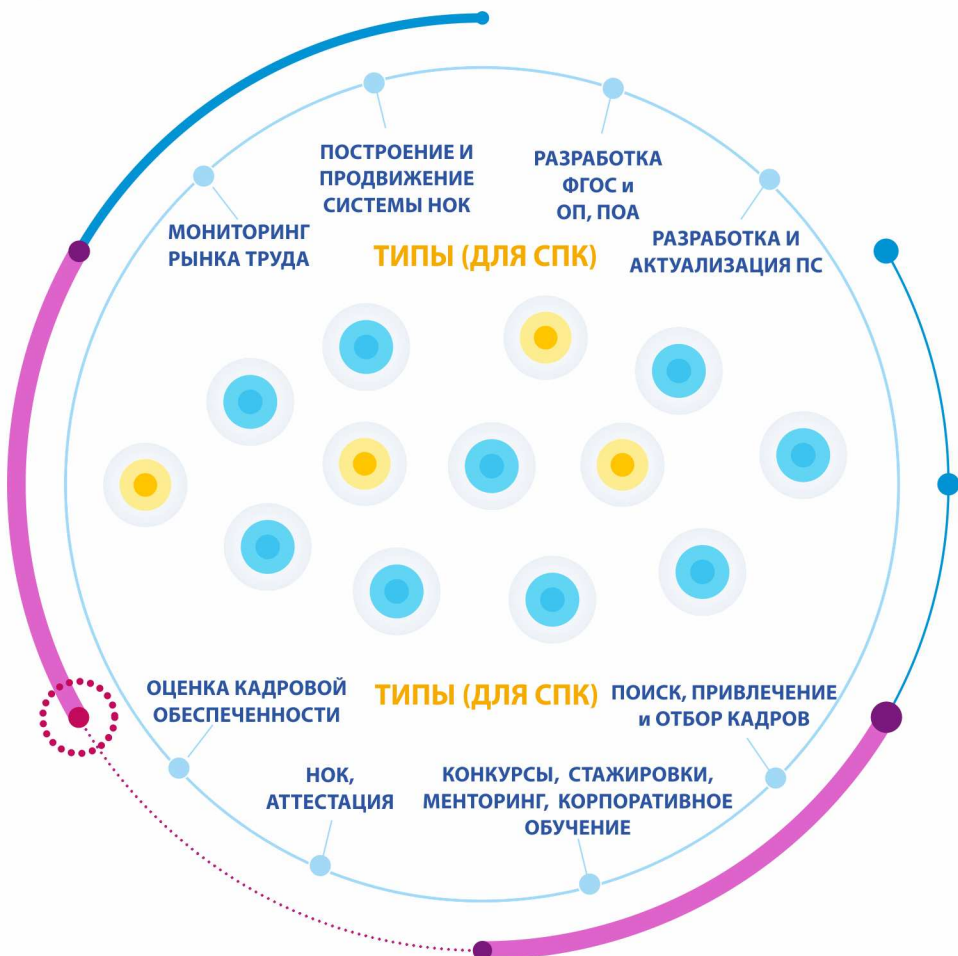 ПОСТРОЕНИЕ И
ПРОДВИЖЕНИЕ
СИСТЕМЫ НОК
РАЗРАБОТКА
ФГОС и
ОП, ПОА
МОНИТОРИНГ
РЫНКА ТРУДА
ТИПЫ (ДЛЯ СПК)
РАЗРАБОТКА И
АКТУАЛИЗАЦИЯ ПС
ОЦЕНКА КАДРОВОЙ
ОБЕСПЕЧЕННОСТИ
ТИПЫ (ДЛЯ СПК)
ПОИСК, ПРИВЛЕЧЕНИЕ
и ОТБОР КАДРОВ
НОК,
АТТЕСТАЦИЯ
КОНКУРСЫ, СТАЖИРОВКИ,
МЕНТОРИНГ, КОРПОРАТИВНОЕ
ОБУЧЕНИЕ